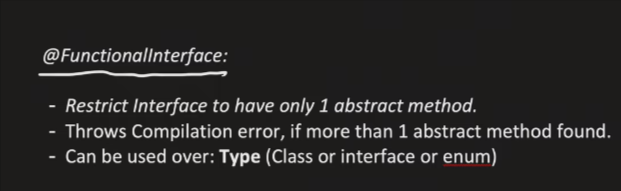 @FunctionalInterface:
- Restrict Interface to have only 1 abstract method.
- Throws Compilation error, if more than 1 abstract method found.
- Can be used over: Type (Class or interface or enum)